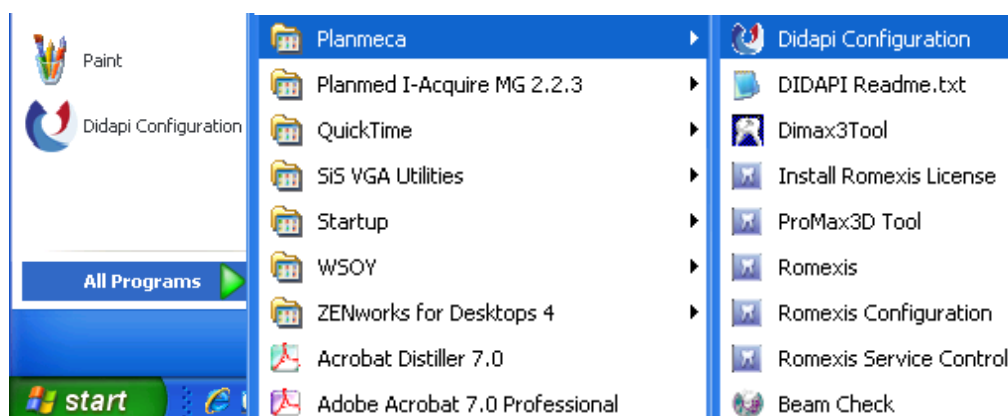 Paint
Didapi Configuration
All Programs
start
Planmeca
Planmed I-Acquire MG 2.2.3
QuickTime
SiS VGA Utilities
Startup
WSOY
ZENworks for Desktops 4
Acrobat Distiller 7.0
Adobe Acrobat 7.0 Professional
Didapi Configuration
DIDAPI Readme.txt
Dimax3Tool
Install Romexis License
ProMax3D Tool
Romexis
Romexis Configuration
Romexis Service Control
Beam Check